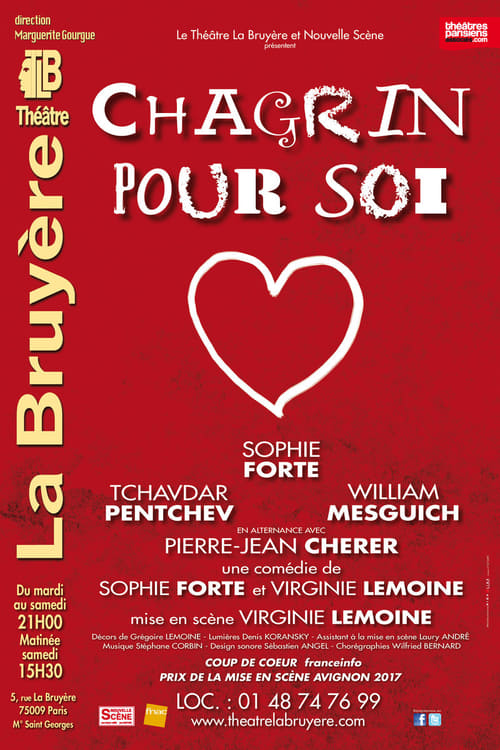 direction
Marguerite Gourgue
TLB
Théâtre
La Bruyère
Du mardi
au samedi
21H00
Matinée
samedi
15H30
5, rue La Bruyère
75009 Paris
M° Saint Georges
Le Théâtre La Bruyère et Nouvelle Scène
présentent
théâtres
parisiens
associés
.com
CHAGRIN
POUR SOI
SOPHIE
FORTE
TCHAVDAR
PENTCHEV
WILLIAM
MESGUICH
EN ALTERNANCE AVEC
PIERRE-JEAN CHERER
une comédie de
SOPHIE FORTE et VIRGINIE LEMOINE
mise en scène VIRGINIE LEMOINE
Décors de Grégoire LEMOINE - Lumières Denis KORANSKY - Assistant à la mise en scène Laury ANDRÉ
Musique Stéphane CORBIN - Design sonore Sébastien ANGEL - Chorégraphies Wilfried BERNARD
COUP DE COEUR franceinfo
PRIX DE LA MISE EN SCÈNE AVIGNON 2017
NOUVELLE
SCÈNE
fnac
LOC. : 01 48 74 76 99
www.theatrelabruyere.com